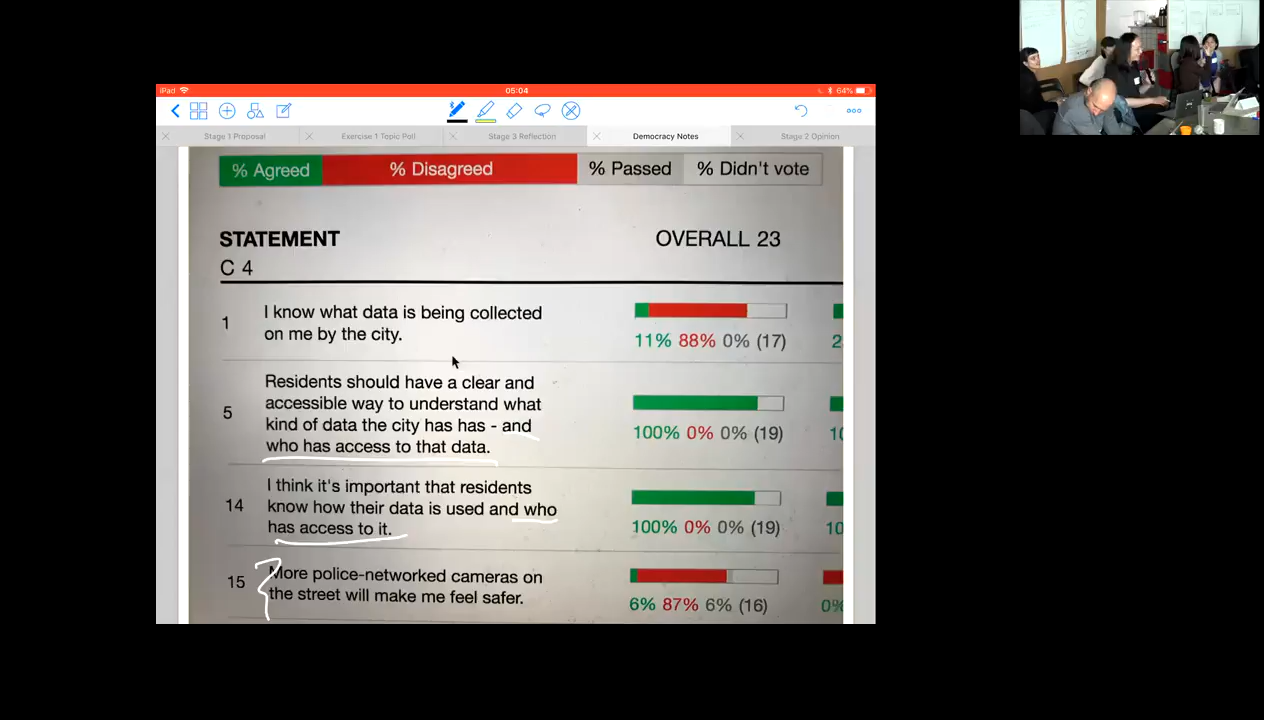 iPad 05:04 64%
Stage 1 Proposal Exercise 1 Topic Poll Stage 3 Reflection Democracy Notes Stage 2 Opinion
% Agreed % Disagreed % Passed % Didn't vote
STATEMENT OVERALL 23
C 4
1 I know what data is being collected
on me by the city.
11% 88% 0% (17) 2
5 Residents should have a clear and
accessible way to understand what
kind of data the city has has - and
who has access to that data.
100% 0% 0% (19) 10
14 I think it's important that residents
know how their data is used and who
has access to it.
100% 0% 0% (19) 10
15 More police-networked cameras on
the street will make me feel safer.
6% 87% 6% (16) 0%